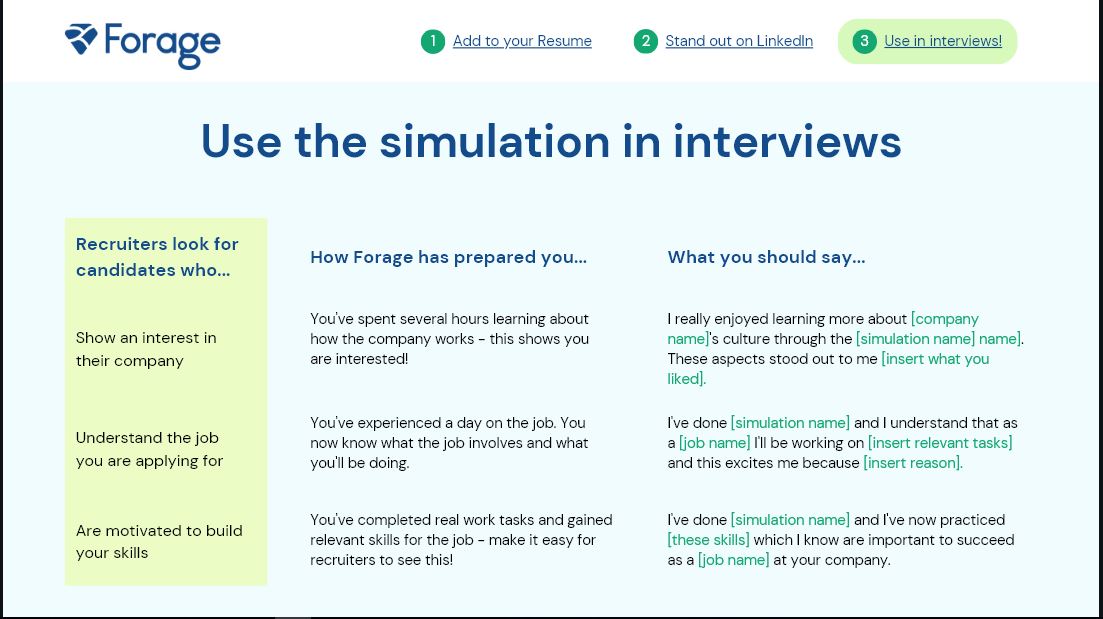 Forage
1 Add to your Resume
2 Stand out on LinkedIn
3 Use in interviews!
Use the simulation in interviews
Recruiters look for
candidates who...
How Forage has prepared you...
What you should say...
Show an interest in
their company
You've spent several hours learning about
how the company works - this shows you
are interested!
I really enjoyed learning more about [company
name]'s culture through the [simulation name] name].
These aspects stood out to me [insert what you
liked].
Understand the job
you are applying for
You've experienced a day on the job. You
now know what the job involves and what
you'll be doing.
I've done [simulation name] and I understand that as
a [job name] I'll be working on [insert relevant tasks]
and this excites me because [insert reason].
Are motivated to build
your skills
You've completed real work tasks and gained
relevant skills for the job - make it easy for
recruiters to see this!
I've done [simulation name] and I've now practiced
[these skills] which I know are important to succeed
as a [job name] at your company.